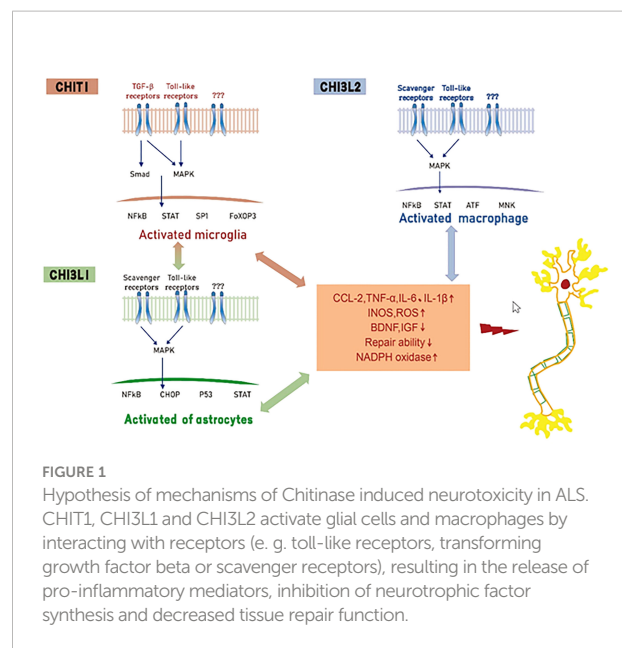 CHIT1
TGF-β Toll-like ???
receptors receptors
Smad MAPK
NFkB STAT SP1 FoXOP3
Activated microglia
CHI3L2
Scavenger Toll-like ???
receptors receptors
MAPK
NFkB STAT ATF MNK
Activated macrophage
CHI3L1
Scavenger Toll-like ???
receptors receptors
MAPK
NFkB CHOP P53 STAT
Activated of astrocytes
CCL-2,TNF-α,IL-6、IL-1β↑
INOS,ROS↑
BDNF,IGF↓
Repair ability↓
NADPH oxidase↑
FIGURE 1
Hypothesis of mechanisms of Chitinase induced neurotoxicity in ALS.
CHIT1, CHI3L1 and CHI3L2 activate glial cells and macrophages by
interacting with receptors (e. g. toll-like receptors, transforming
growth factor beta or scavenger receptors), resulting in the release of
pro-inflammatory mediators, inhibition of neurotrophic factor
synthesis and decreased tissue repair function.